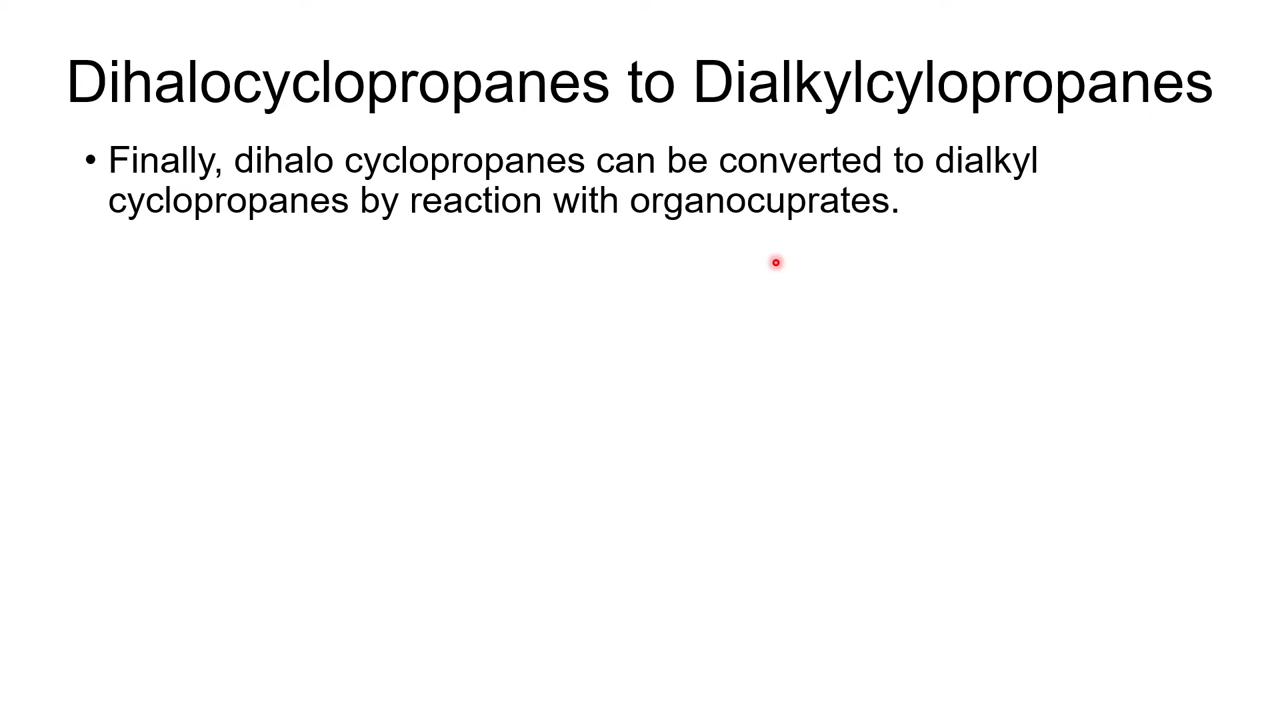 Dihalocyclopropanes to Dialkylcylopropanes
• Finally, dihalo cyclopropanes can be converted to dialkyl
cyclopropanes by reaction with organocuprates.